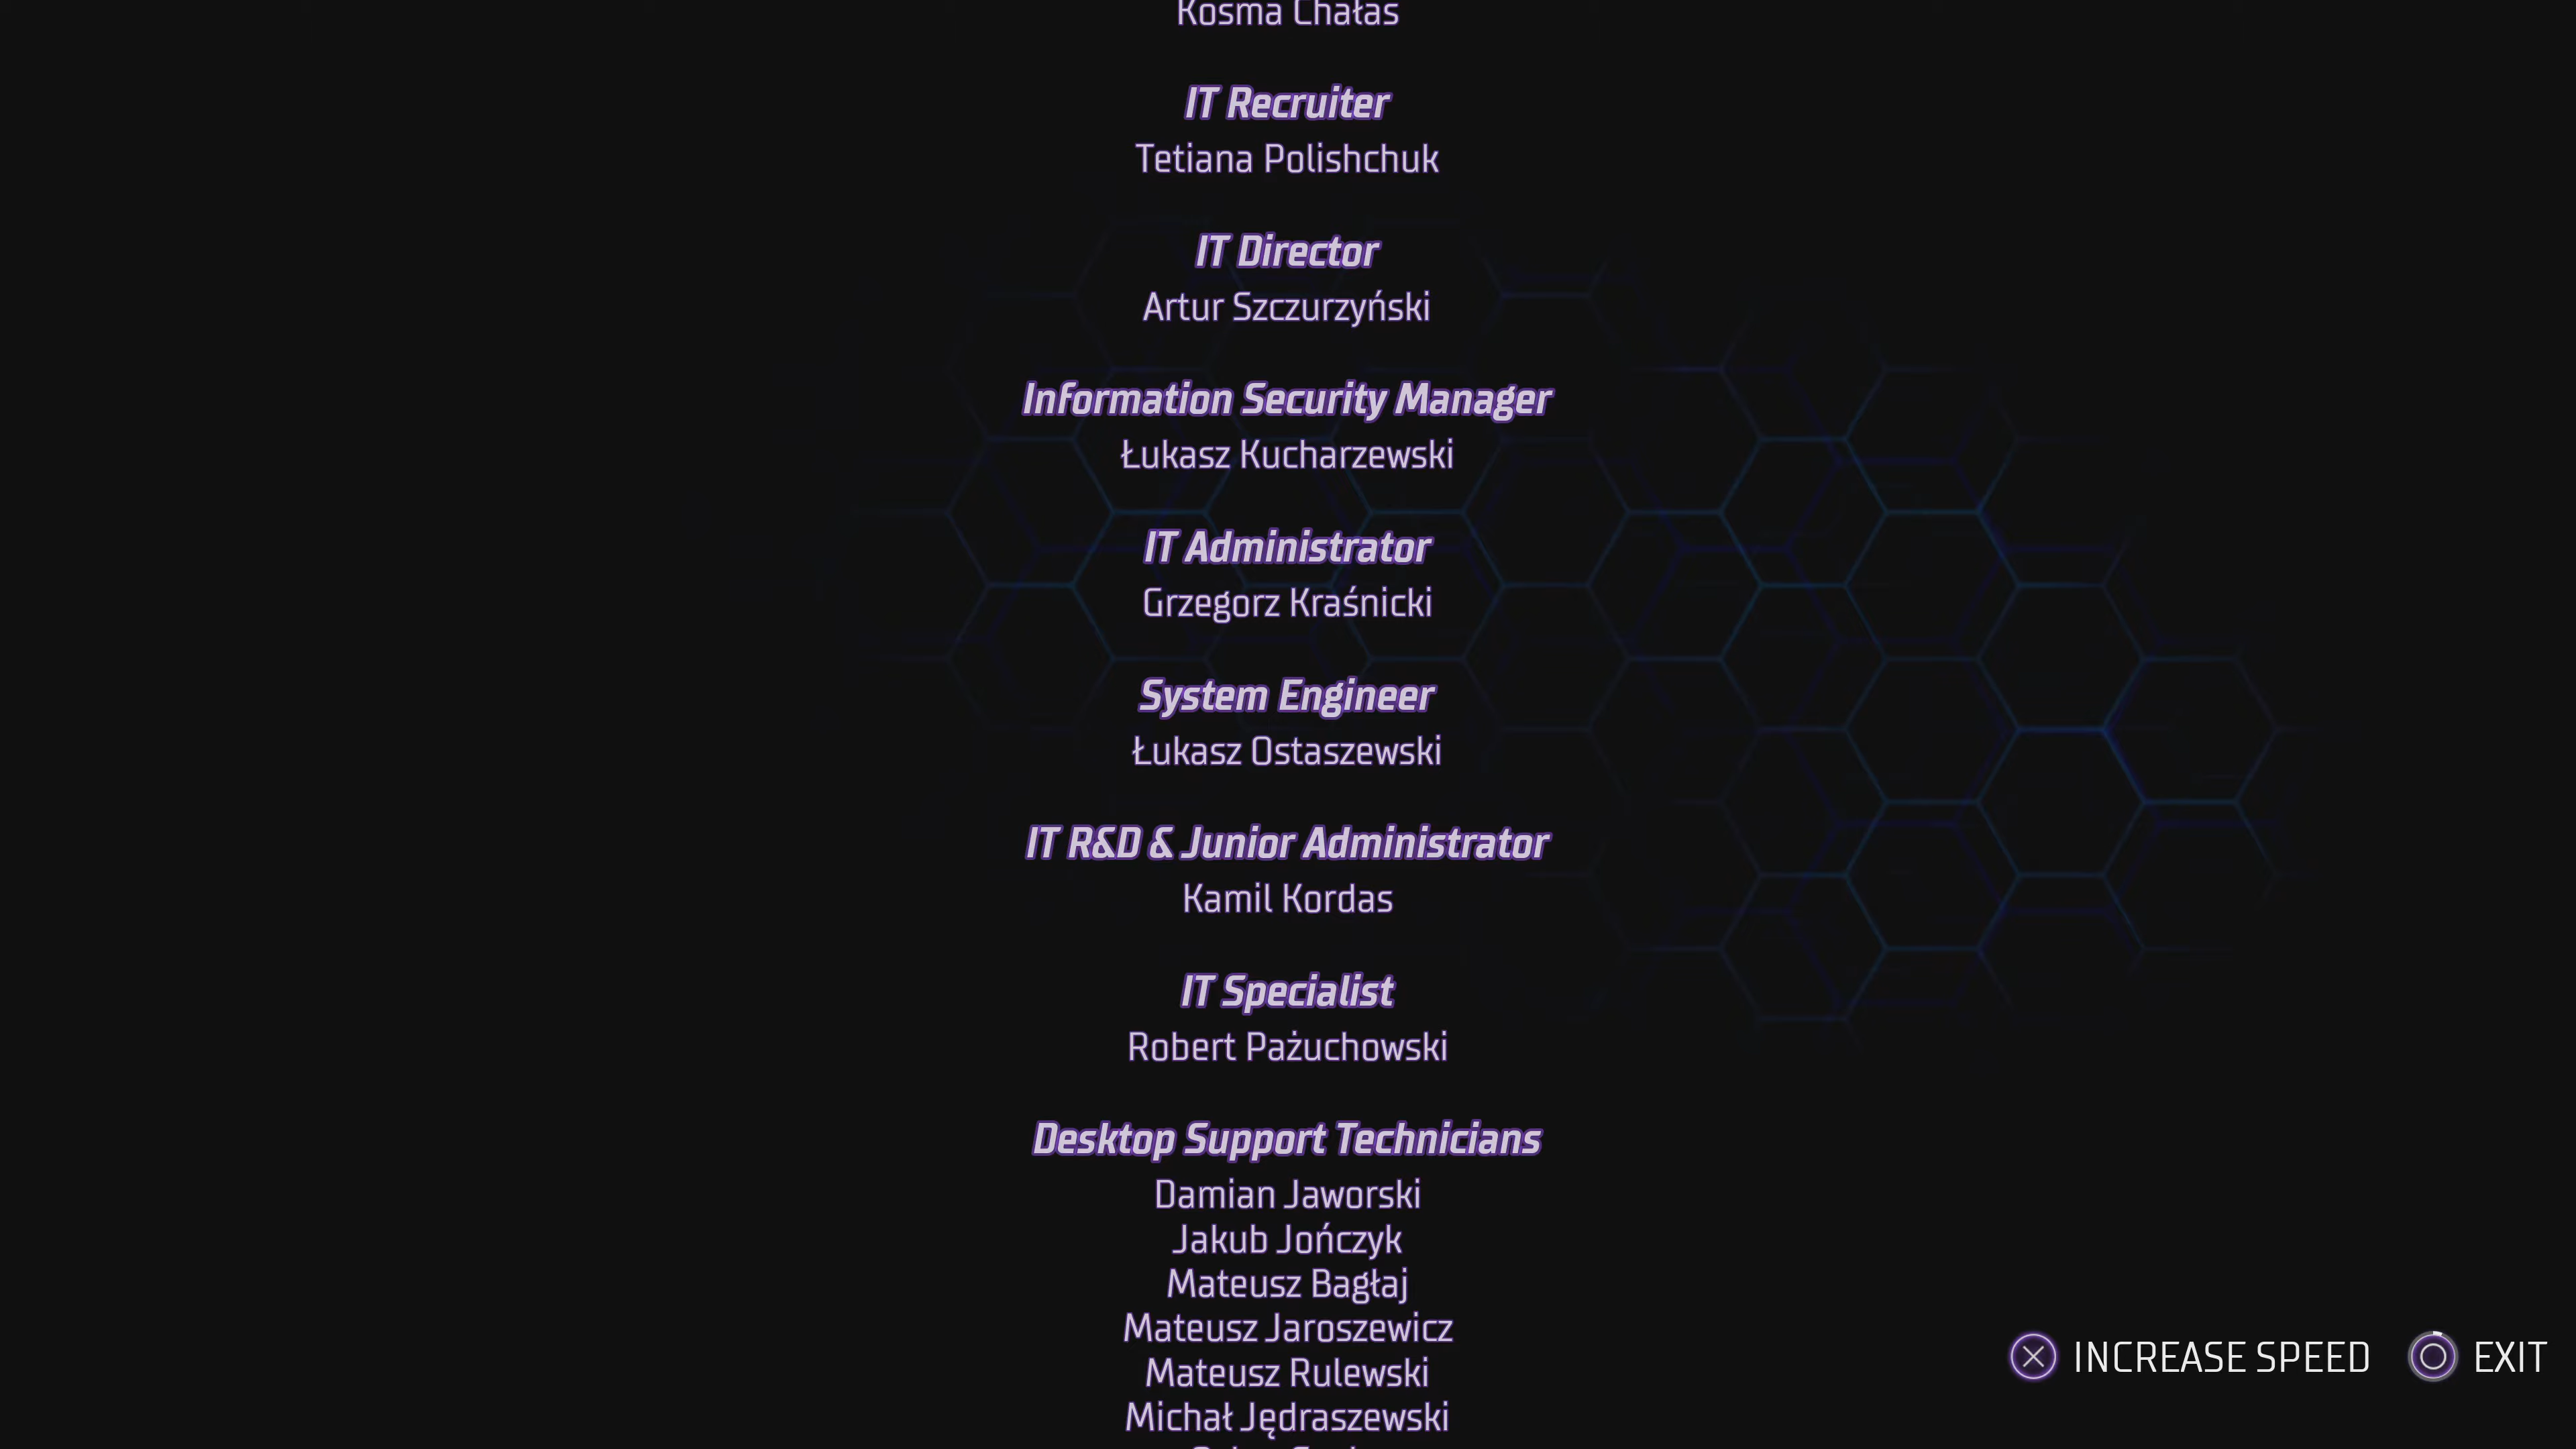 Kosma Chałas
IT Recruiter
Tetiana Polishchuk
IT Director
Artur Szczurzyński
Information Security Manager
Łukasz Kucharzewski
IT Administrator
Grzegorz Kraśnicki
System Engineer
Łukasz Ostaszewski
IT R&D & Junior Administrator
Kamil Kordas
IT Specialist
Robert Pażuchowski
Desktop Support Technicians
Damian Jaworski
Jakub Jończyk
Mateusz Bagłaj
Mateusz Jaroszewicz
Mateusz Rulewski
Michał Jędraszewski
INCREASE SPEED
EXIT